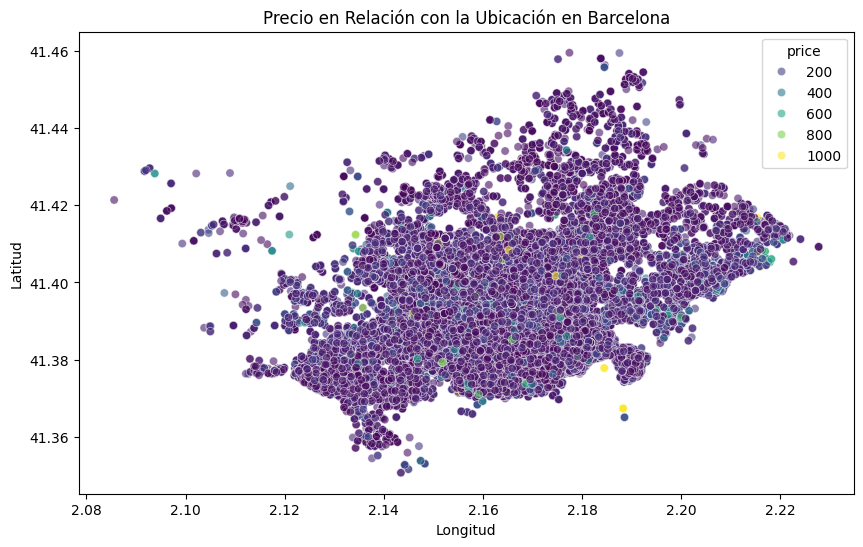 Precio en Relación con la Ubicación en Barcelona
price
200
400
600
800
1000
41.46
41.44
41.42
41.40
41.38
41.36
Latitud
2.08 2.10 2.12 2.14 2.16 2.18 2.20 2.22
Longitud